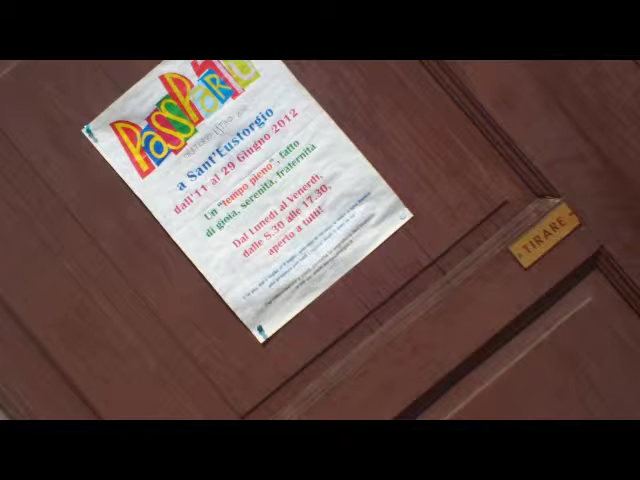 PASSPARTU
a Sant'Eustorgio
dall'11 al 29 Giugno 2012
Un "tempo pieno", fatto
di gioia, serenità, fraternità
Dal Lunedì al Venerdì,
dalle 8.30 alle 17.30,
aperto a tutti!
TIRARE